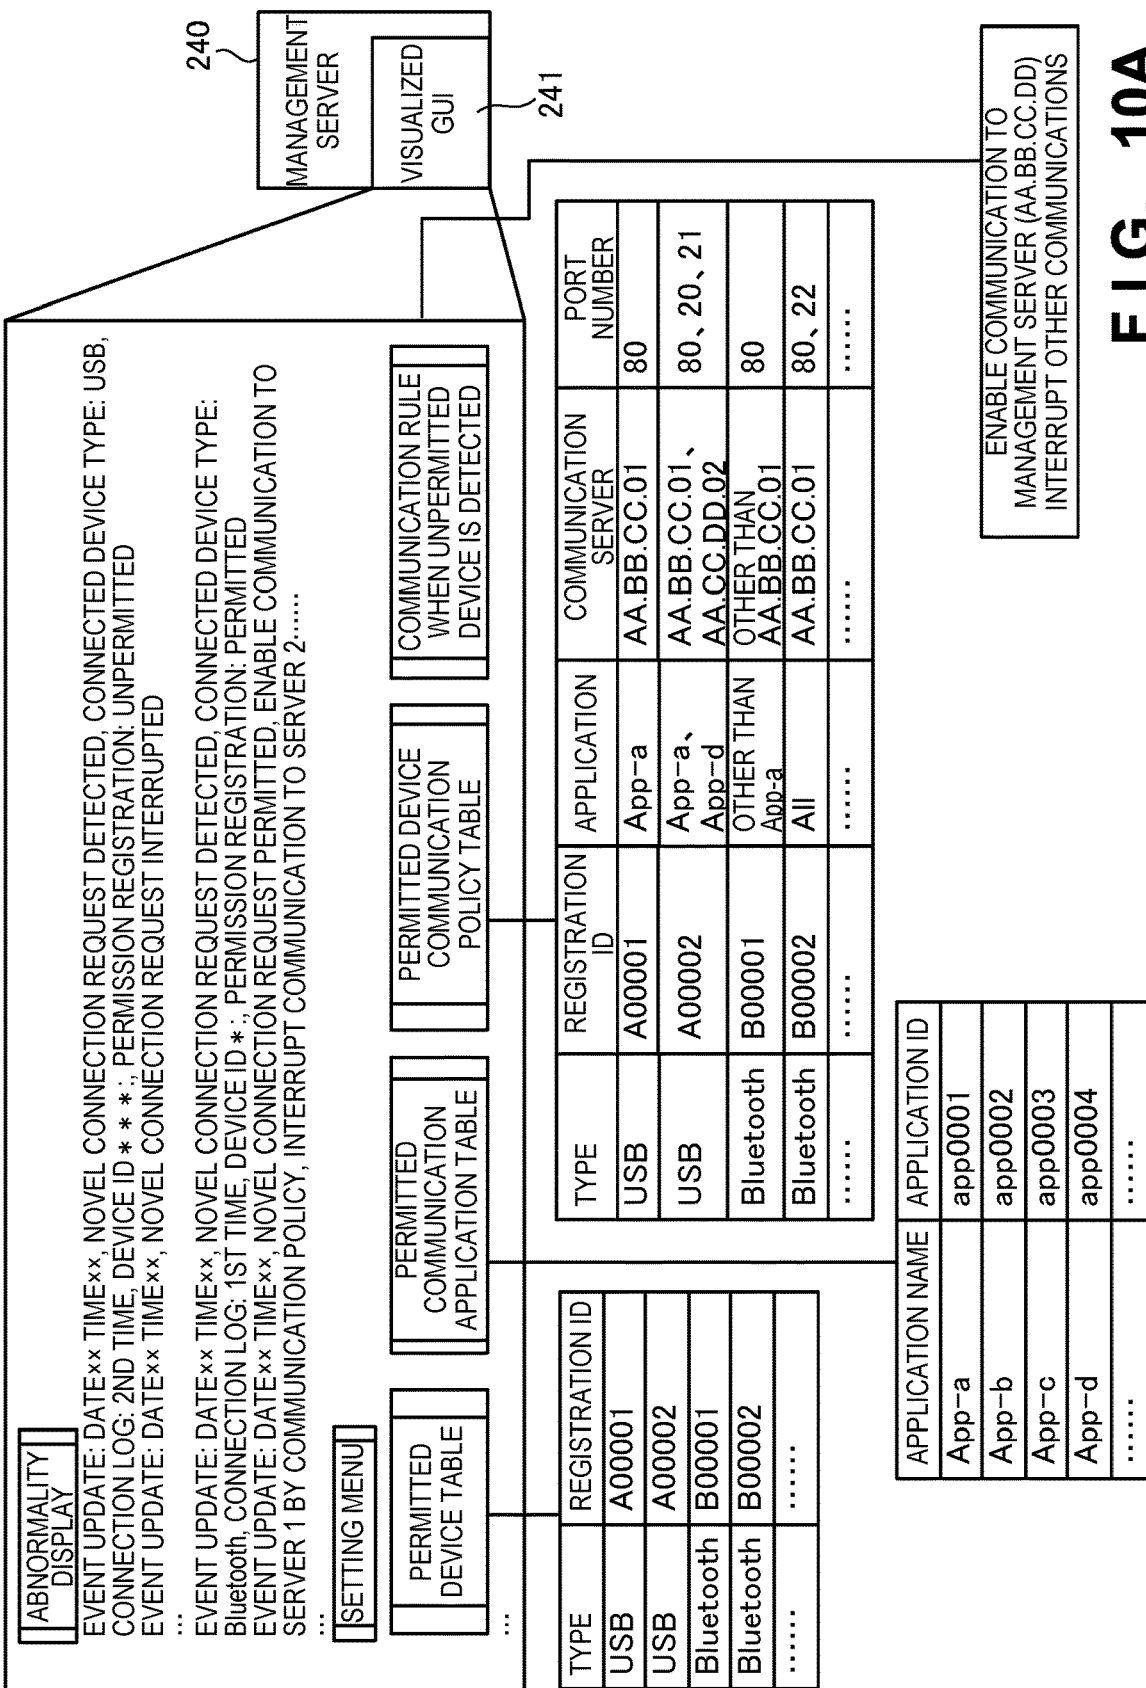 240
MANAGEMENT
SERVER
VISUALIZED
GUI
241
ABNORMALITY
DISPLAY
EVENT UPDATE: DATE×× TIME××, NOVEL CONNECTION REQUEST DETECTED, CONNECTED DEVICE TYPE: USB,
CONNECTION LOG: 2ND TIME, DEVICE ID * * *:, PERMISSION REGISTRATION: UNPERMITTED
EVENT UPDATE: DATE×× TIME××, NOVEL CONNECTION REQUEST INTERRUPTED
...
EVENT UPDATE: DATE×× TIME××, NOVEL CONNECTION REQUEST DETECTED, CONNECTED DEVICE TYPE:
Bluetooth, CONNECTION LOG: 1ST TIME, DEVICE ID *:, PERMISSION REGISTRATION: PERMITTED
EVENT UPDATE: DATE×× TIME××, NOVEL CONNECTION REQUEST PERMITTED, ENABLE COMMUNICATION TO
SERVER 1 BY COMMUNICATION POLICY, INTERRUPT COMMUNICATION TO SERVER 2......
...
SETTING MENU
PERMITTED
DEVICE TABLE
PERMITTED
COMMUNICATION
APPLICATION TABLE
PERMITTED DEVICE
COMMUNICATION
POLICY TABLE
COMMUNICATION RULE
WHEN UNPERMITTED
DEVICE IS DETECTED
...
TYPE REGISTRATION ID
USB A00001
USB A00002
Bluetooth B00001
Bluetooth B00002
...... ......
TYPE REGISTRATION
ID APPLICATION COMMUNICATION
SERVER PORT
NUMBER
USB A00001 App-a AA.BB.CC.01 80
USB A00002 App-a、
App-d AA.BB.CC.01、
AA.CC.DD.02 80、20、21
Bluetooth B00001 OTHER THAN
App-a OTHER THAN
AA.BB.CC.01 80
Bluetooth B00002 All AA.BB.CC.01 80、22
...... ...... ...... ...... ......
APPLICATION NAME APPLICATION ID
App-a app0001
App-b app0002
App-c app0003
App-d app0004
...... ......
ENABLE COMMUNICATION TO
MANAGEMENT SERVER (AA.BB.CC.DD)
INTERRUPT OTHER COMMUNICATIONS
FIG. 10A